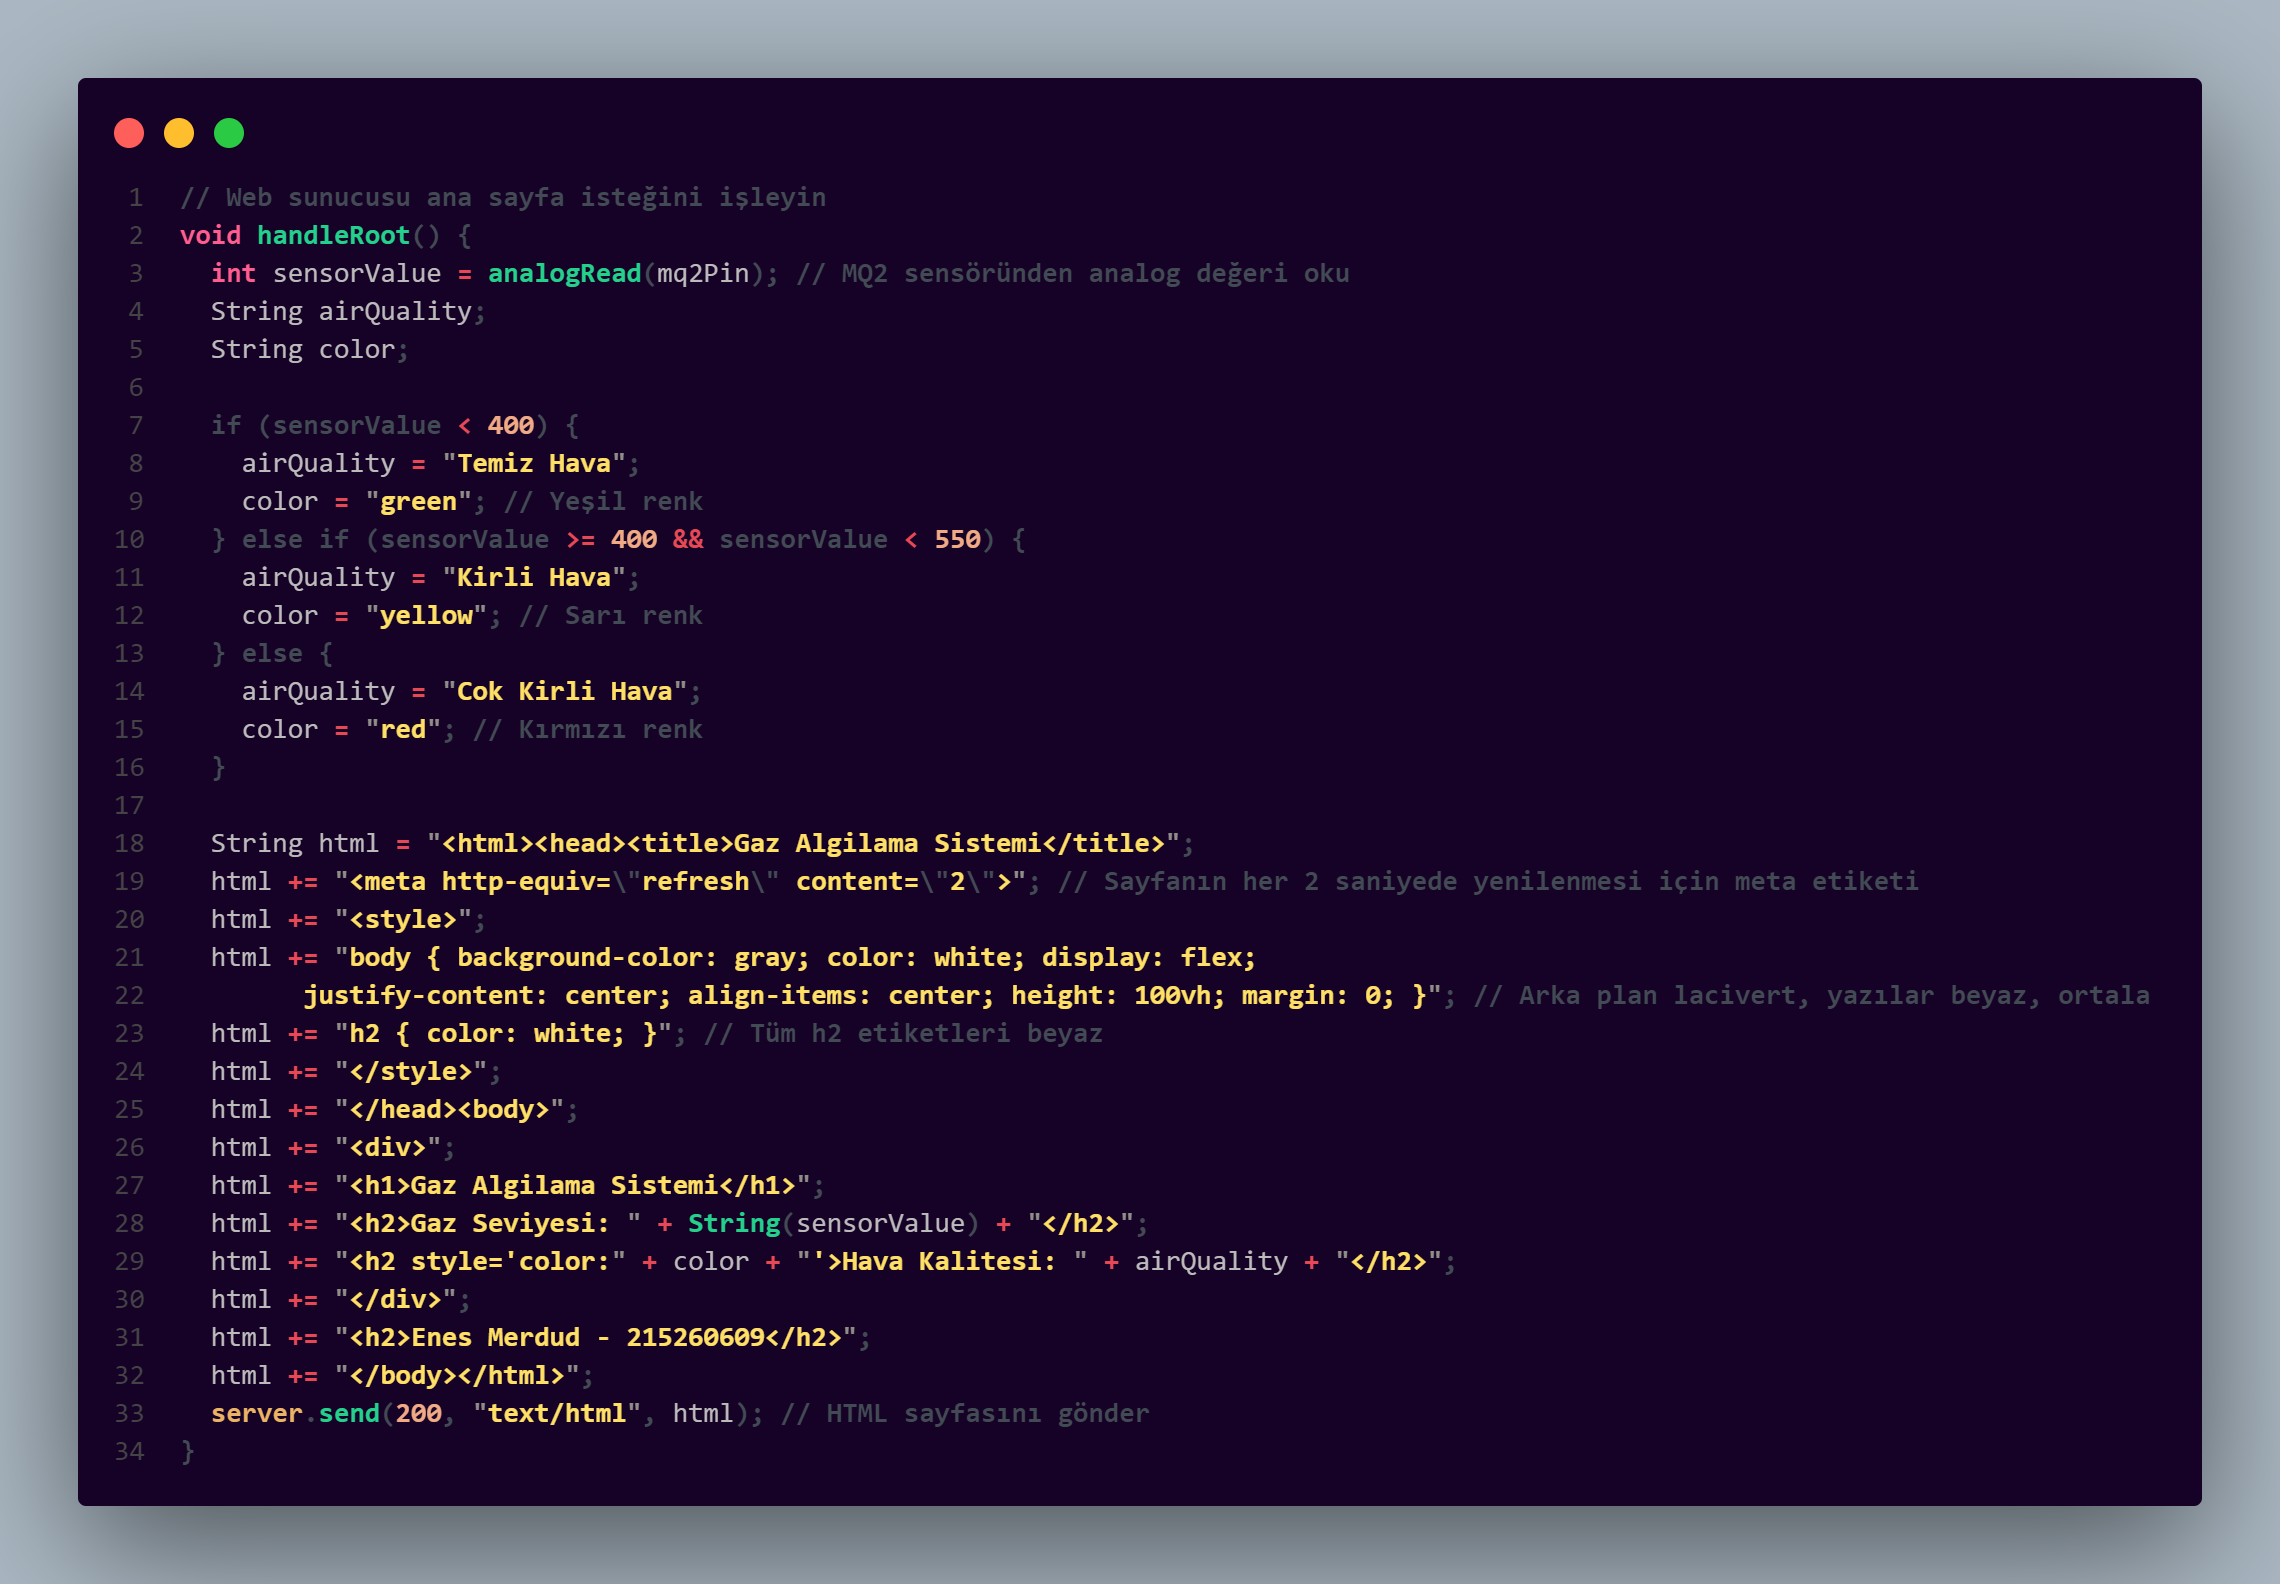 1 // Web sunucusu ana sayfa isteğini işleyin
2 void handleRoot() {
3 int sensorValue = analogRead(mq2Pin); // MQ2 sensöründen analog değeri oku
4 String airQuality;
5 String color;
6
7 if (sensorValue < 400) {
8 airQuality = "Temiz Hava";
9 color = "green"; // Yeşil renk
10 } else if (sensorValue >= 400 && sensorValue < 550) {
11 airQuality = "Kirli Hava";
12 color = "yellow"; // Sarı renk
13 } else {
14 airQuality = "Cok Kirli Hava";
15 color = "red"; // Kırmızı renk
16 }
17
18 String html = "<html><head><title>Gaz Algilama Sistemi</title>";
19 html += "<meta http-equiv=\"refresh\" content=\"2\">"; // Sayfanın her 2 saniyede yenilenmesi için meta etiketi
20 html += "<style>";
21 html += "body { background-color: gray; color: white; display: flex;
22 justify-content: center; align-items: center; height: 100vh; margin: 0; }"; // Arka plan lacivert, yazılar beyaz, ortala
23 html += "h2 { color: white; }"; // Tüm h2 etiketleri beyaz
24 html += "</style>";
25 html += "</head><body>";
26 html += "<div>";
27 html += "<h1>Gaz Algilama Sistemi</h1>";
28 html += "<h2>Gaz Seviyesi: " + String(sensorValue) + "</h2>";
29 html += "<h2 style='color:" + color + "'>Hava Kalitesi: " + airQuality + "</h2>";
30 html += "</div>";
31 html += "<h2>Enes Merdud - 215260609</h2>";
32 html += "</body></html>";
33 server.send(200, "text/html", html); // HTML sayfasını gönder
34 }